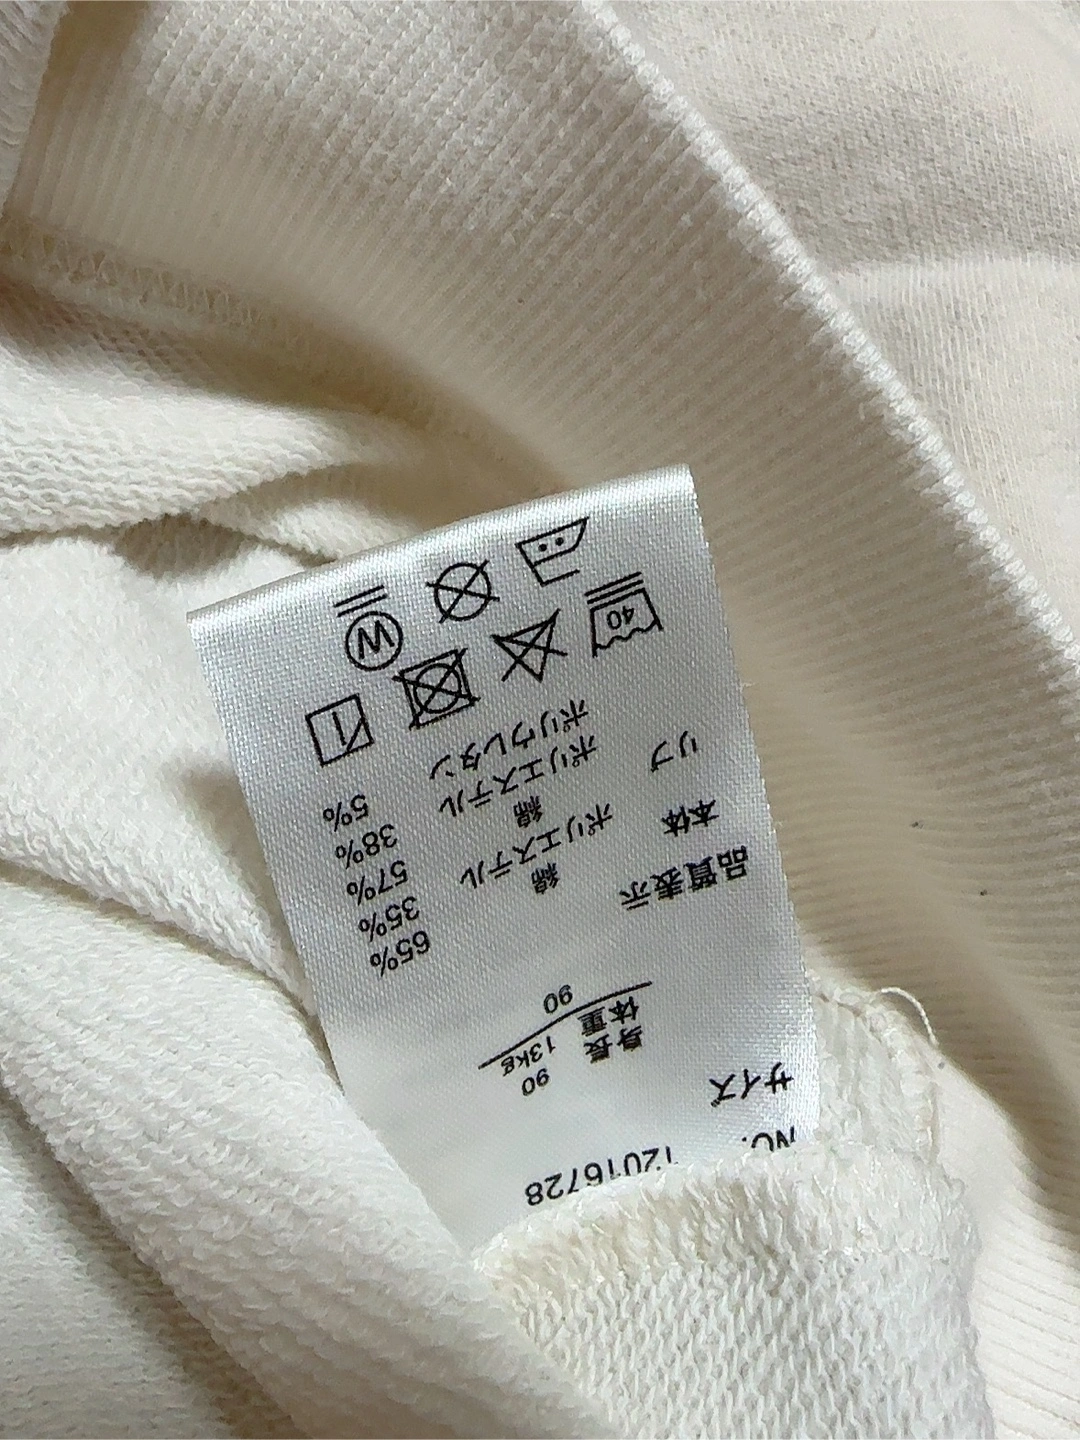 NO. 12016728
サイズ
身長 90
体重 13kg
90
品質表示
本体 綿 65%
ポリエステル 35%
リブ 綿 57%
ポリエステル 38%
ポリウレタン 5%
40
W